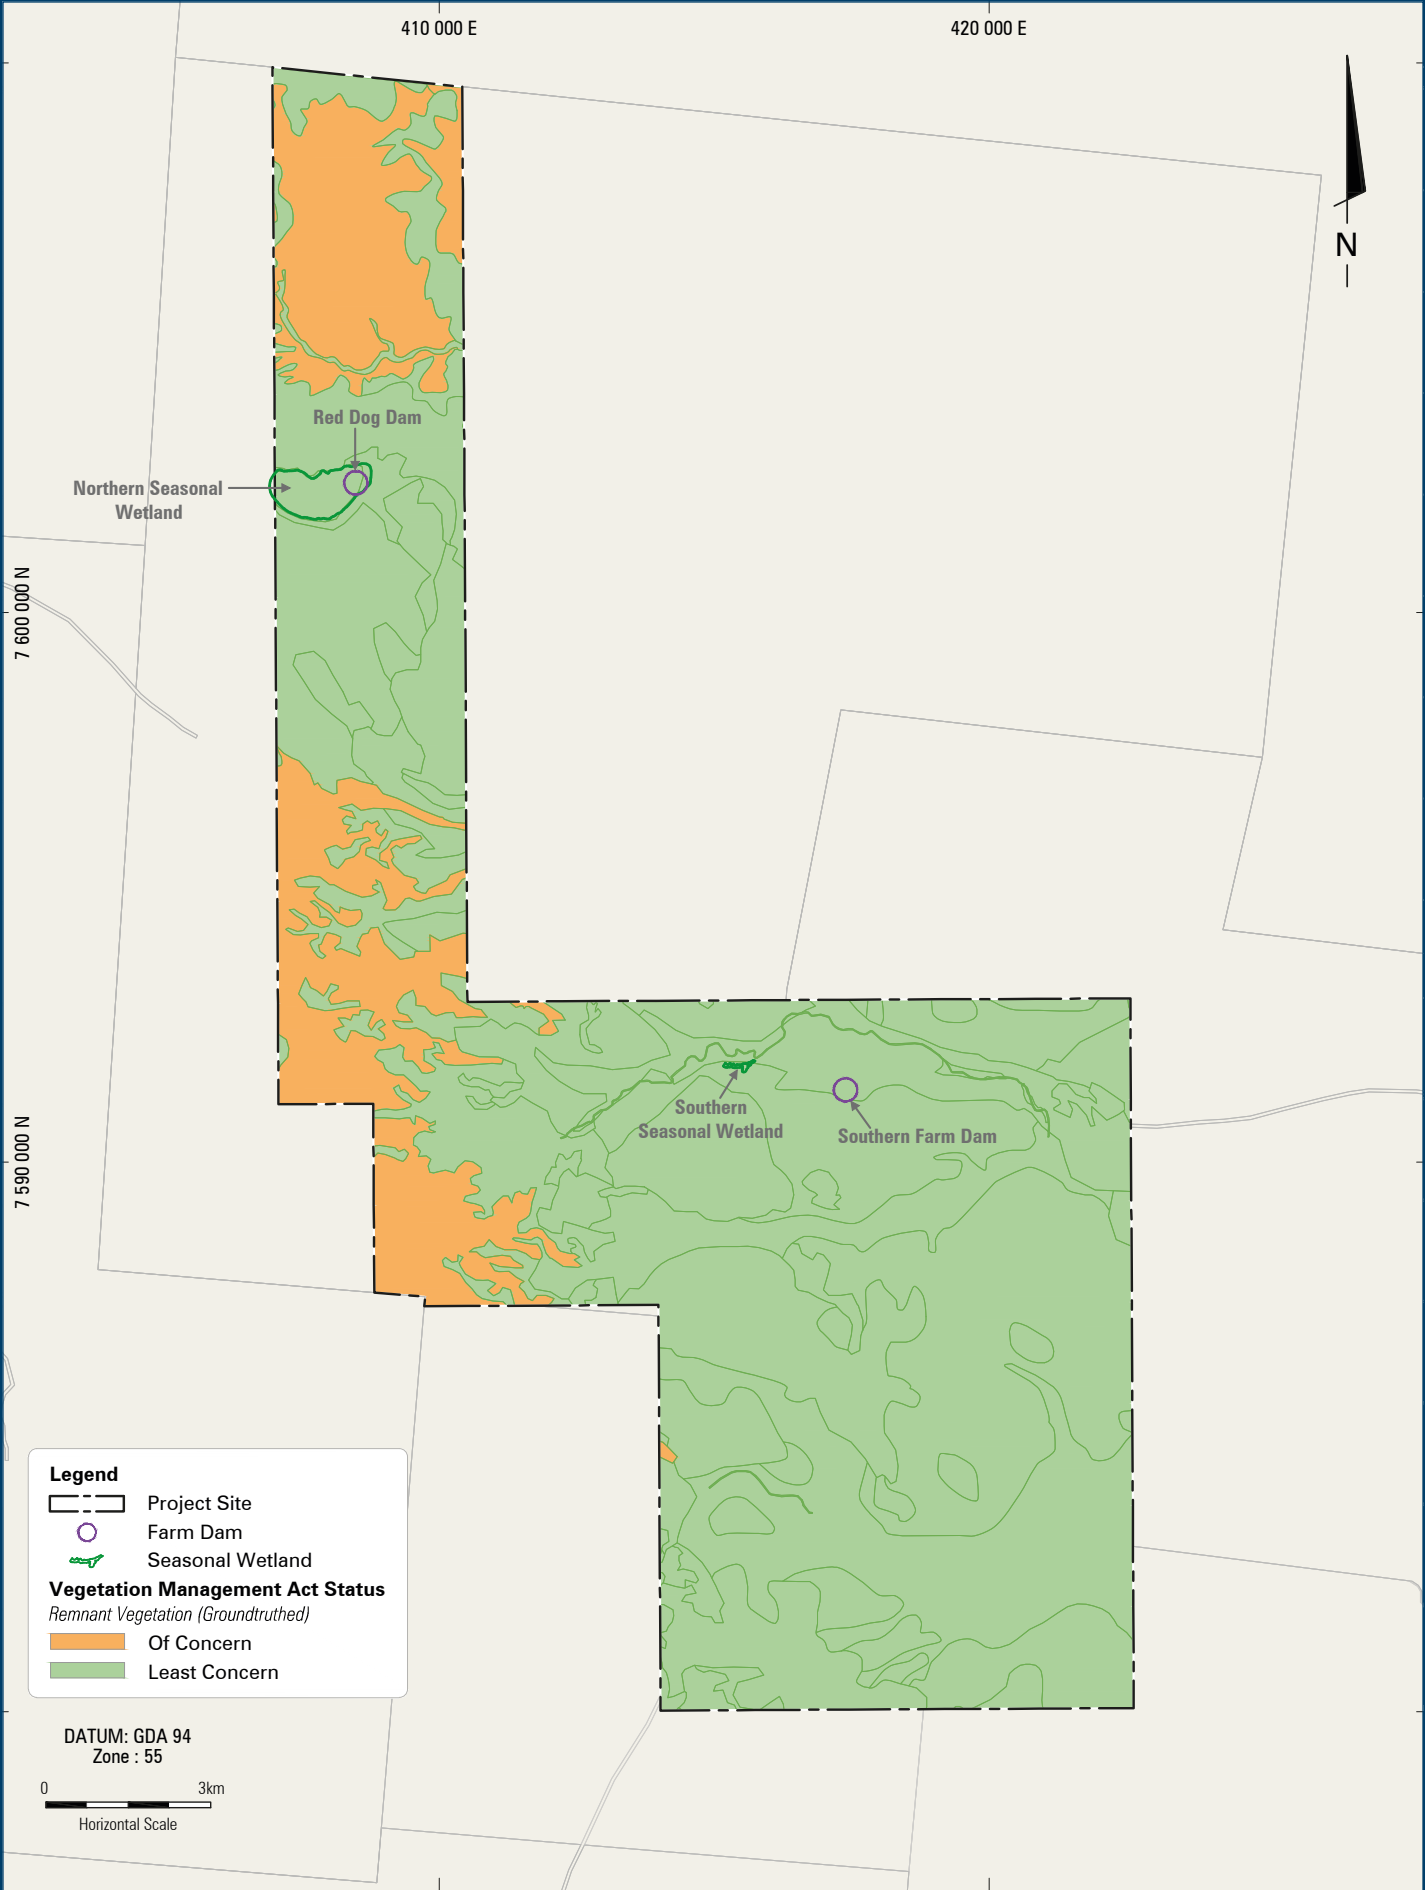 410 000 E
420 000 E
N
Red Dog Dam
Northern Seasonal
Wetland
7 600 000 N
Southern
Seasonal Wetland
Southern Farm Dam
7 590 000 N
Legend
Project Site
Farm Dam
Seasonal Wetland
Vegetation Management Act Status
Remnant Vegetation (Groundtruthed)
Of Concern
Least Concern
DATUM: GDA 94
Zone : 55
0 3km
Horizontal Scale